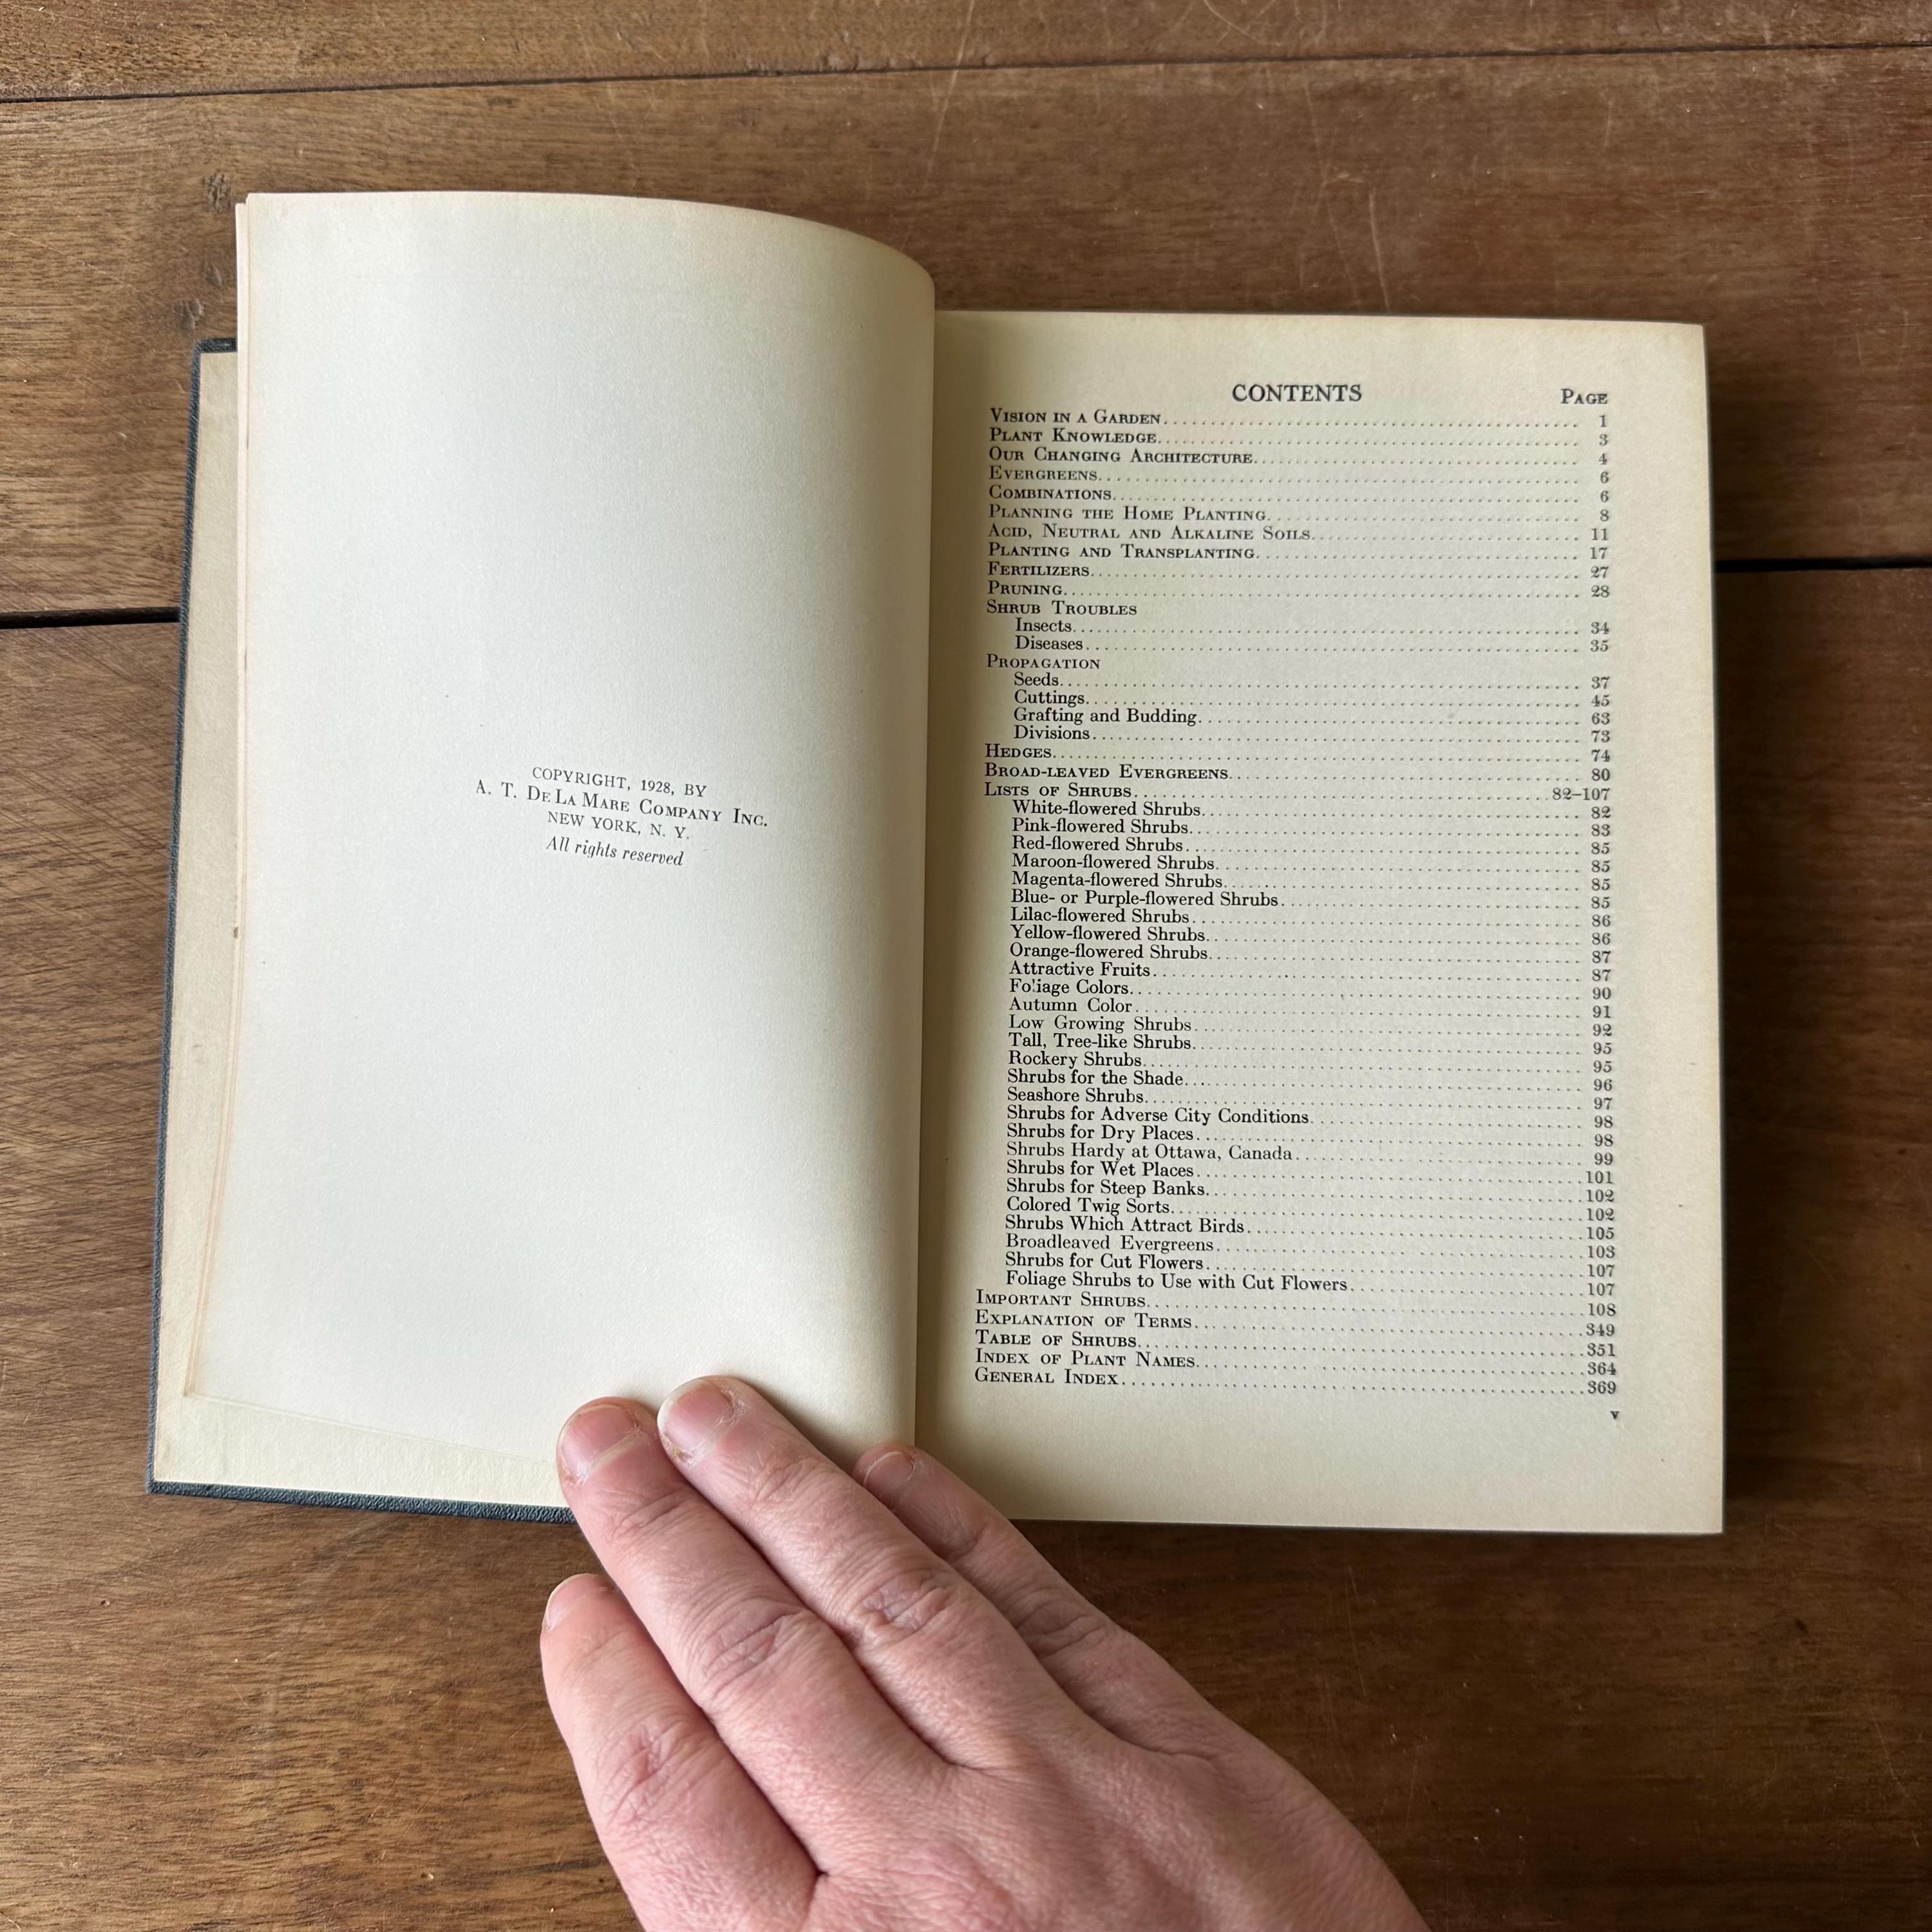 COPYRIGHT, 1928, BY
A. T. De La Mare Company Inc.
NEW YORK, N. Y.
All rights reserved
CONTENTS
Page
Vision in a Garden 1
Plant Knowledge 3
Our Changing Architecture 4
Evergreens 6
Combinations 6
Planning the Home Planting 8
Acid, Neutral and Alkaline Soils 11
Planting and Transplanting 17
Fertilizers 27
Pruning 28
Shrub Troubles
Insects 34
Diseases 35
Propagation
Seeds 37
Cuttings 45
Grafting and Budding 63
Divisions 73
Hedges 74
Broad-leaved Evergreens 80
Lists of Shrubs 82–107
White-flowered Shrubs 82
Pink-flowered Shrubs 83
Red-flowered Shrubs 85
Maroon-flowered Shrubs 85
Magenta-flowered Shrubs 85
Blue- or Purple-flowered Shrubs 85
Lilac-flowered Shrubs 86
Yellow-flowered Shrubs 86
Orange-flowered Shrubs 87
Attractive Fruits 87
Foliage Colors 90
Autumn Color 91
Low Growing Shrubs 92
Tall, Tree-like Shrubs 95
Rockery Shrubs 95
Shrubs for the Shade 96
Seashore Shrubs 97
Shrubs for Adverse City Conditions 98
Shrubs for Dry Places 98
Shrubs Hardy at Ottawa, Canada 99
Shrubs for Wet Places 101
Shrubs for Steep Banks 102
Colored Twig Sorts 102
Shrubs Which Attract Birds 105
Broadleaved Evergreens 103
Shrubs for Cut Flowers 107
Foliage Shrubs to Use with Cut Flowers 107
Important Shrubs 108
Explanation of Terms 349
Table of Shrubs 351
Index of Plant Names 364
General Index 369
v